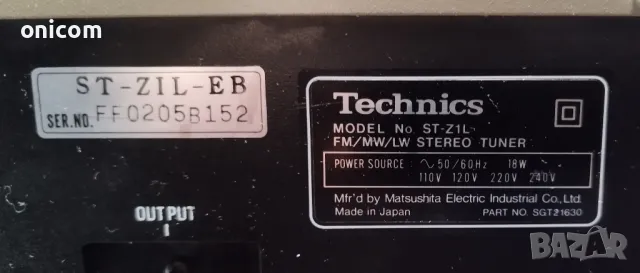 onicom
ST-Z1L-EB
SER.NO. FF0205B152
Technics
MODEL No. ST-Z1L
FM/MW/LW STEREO TUNER
POWER SOURCE : ∿50/60Hz 18W
110V 120V 220V 240V
Mfr'd by Matsushita Electric Industrial Co., Ltd.
Made in Japan PART NO. SGT21630
OUTPUT
BAZAR